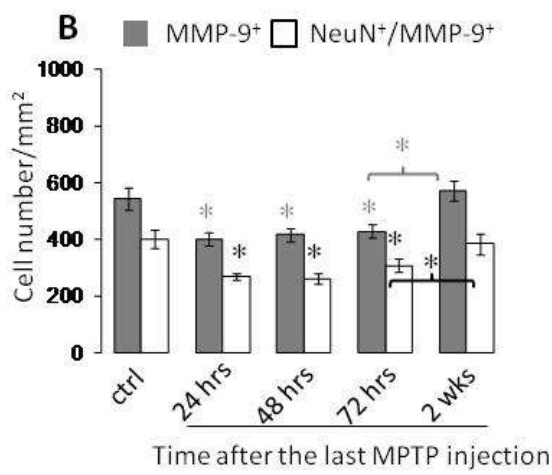 B MMP-9⁺ NeuN⁺/MMP-9⁺
Cell number/mm²
1000
800
600
400
200
0
* * * *
* * * *
ctrl 24 hrs 48 hrs 72 hrs 2 wks
Time after the last MPTP injection